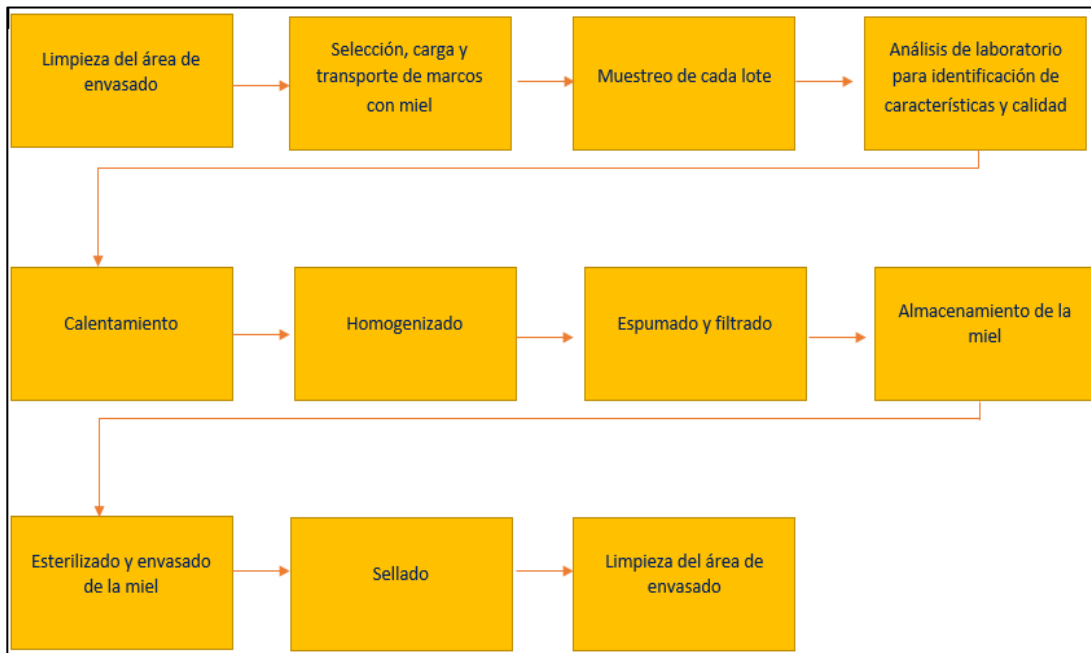 Limpieza del área de
envasado
Selección, carga y
transporte de marcos
con miel
Muestreo de cada lote
Análisis de laboratorio
para identificación de
características y calidad
Calentamiento
Homogenizado
Espumado y filtrado
Almacenamiento de la
miel
Esterilizado y envasado
de la miel
Sellado
Limpieza del área de
envasado